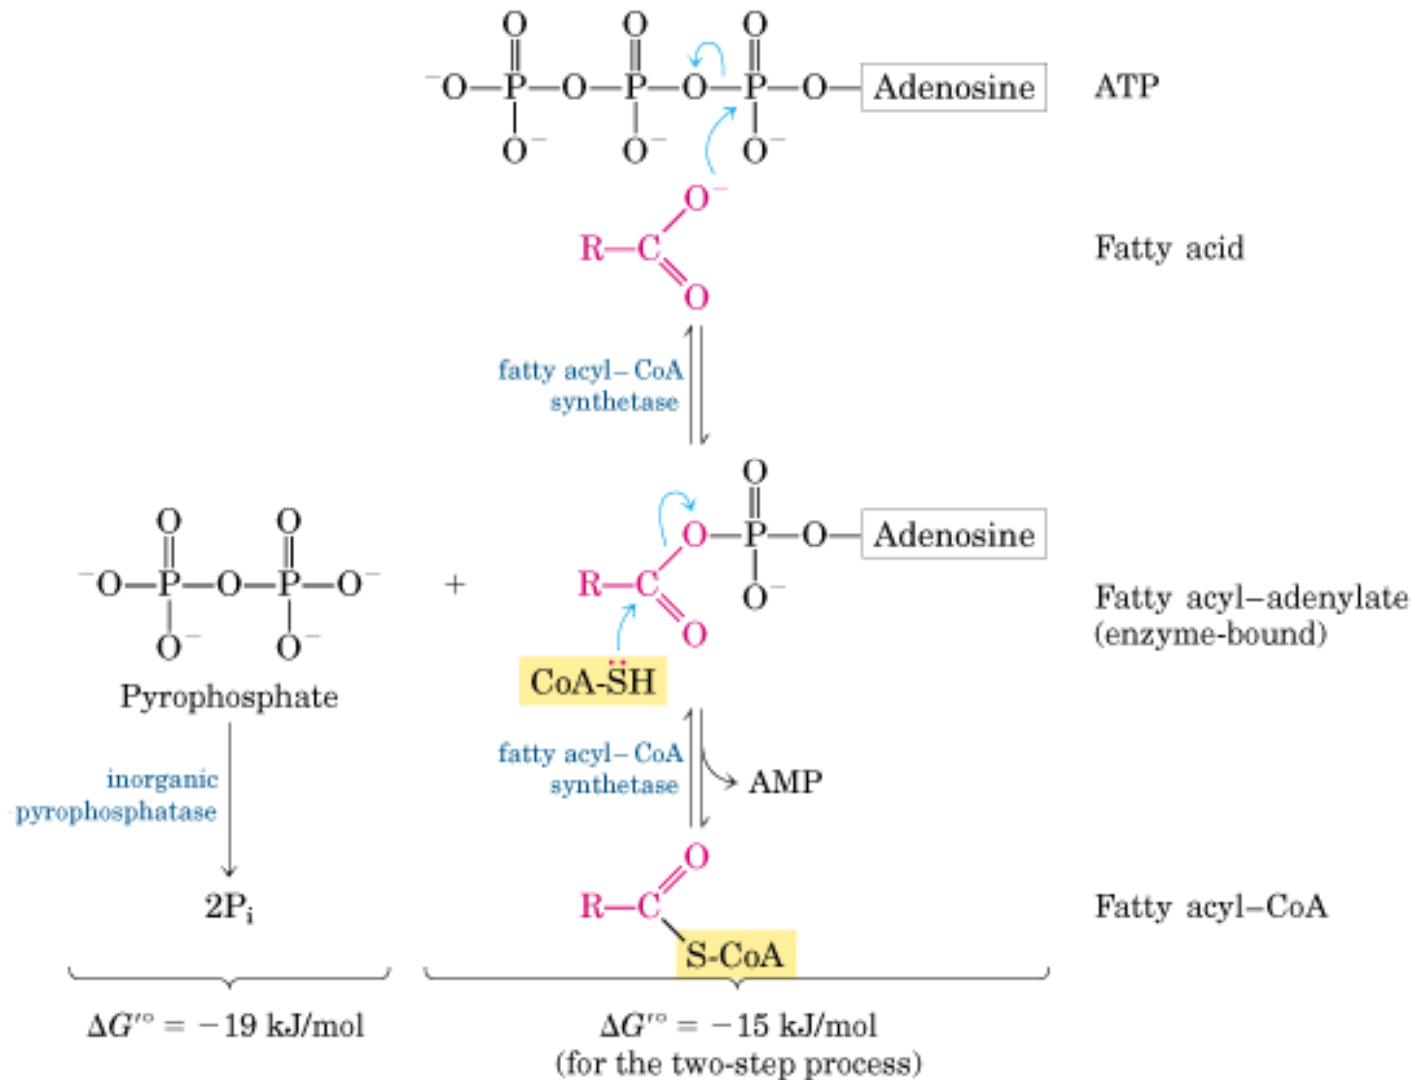 O O O
⁻O—P—O—P—O—P—O—Adenosine ATP
O⁻ O⁻ O⁻
O⁻
R—C Fatty acid
O
fatty acyl–CoA
synthetase
O
O—P—O—Adenosine
O O
⁻O—P—O—P—O⁻ + R—C O⁻
O⁻ O⁻ O
Fatty acyl–adenylate
(enzyme-bound)
CoA-S̈H
Pyrophosphate
fatty acyl–CoA
synthetase
AMP
inorganic
pyrophosphatase
O
2Pᵢ R—C Fatty acyl–CoA
S-CoA
ΔG′° = −19 kJ/mol ΔG′° = −15 kJ/mol
(for the two-step process)